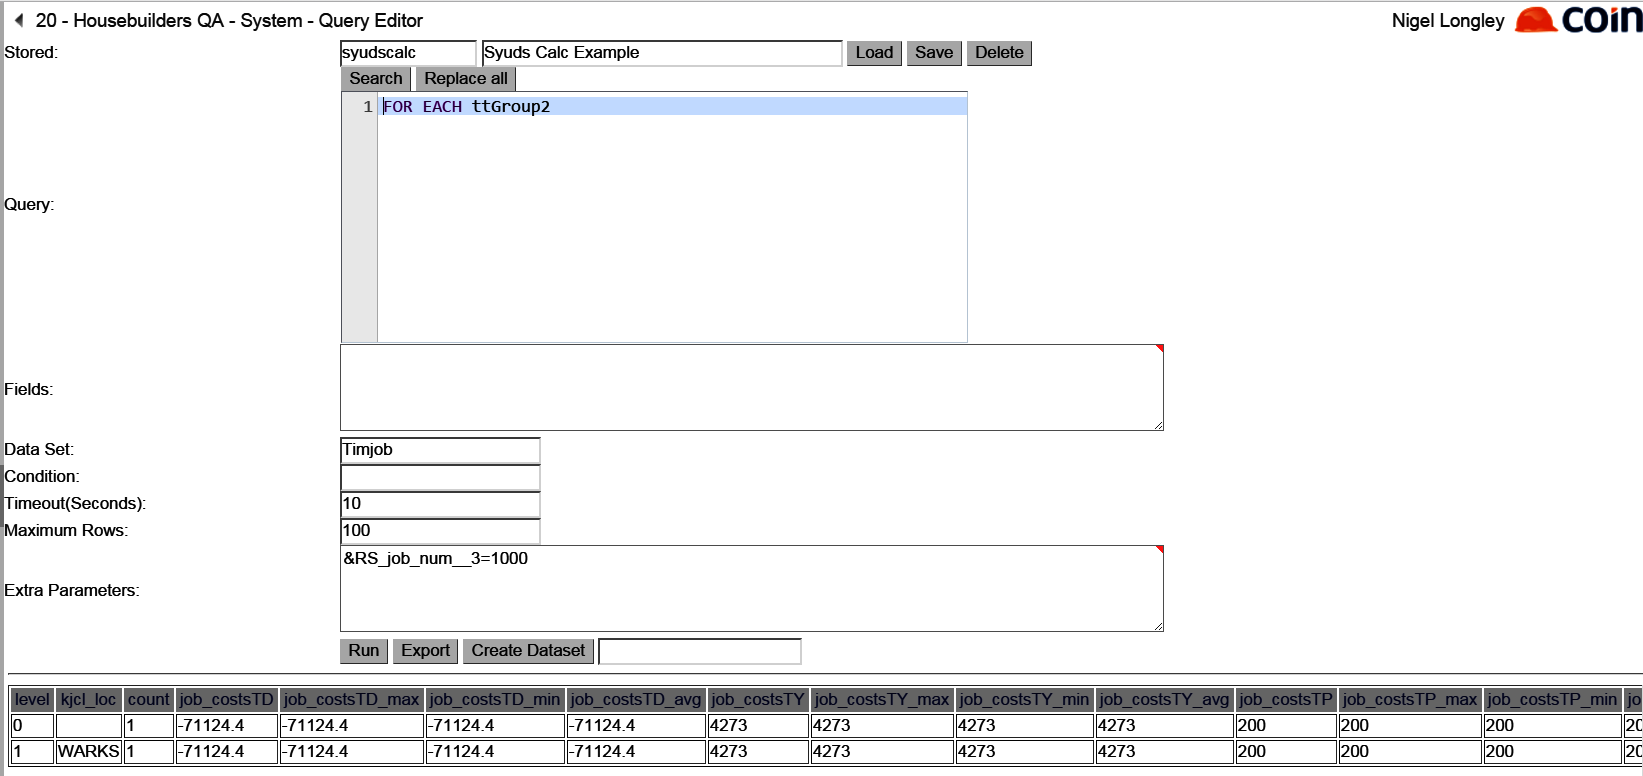 20 - Housebuilders QA - System - Query Editor
Nigel Longley
coin
Stored:
syudscalc
Syuds Calc Example
Load
Save
Delete
Search
Replace all
1
FOR EACH ttGroup2
Query:
Fields:
Data Set:
Timjob
Condition:
Timeout(Seconds):
10
Maximum Rows:
100
Extra Parameters:
&RS_job_num__3=1000
Run
Export
Create Dataset
level kjcl_loc count job_costsTD job_costsTD_max job_costsTD_min job_costsTD_avg job_costsTY job_costsTY_max job_costsTY_min job_costsTY_avg job_costsTP job_costsTP_max job_costsTP_min jo
0 1 -71124.4 -71124.4 -71124.4 -71124.4 4273 4273 4273 4273 200 200 200 20
1 WARKS 1 -71124.4 -71124.4 -71124.4 -71124.4 4273 4273 4273 4273 200 200 200 20